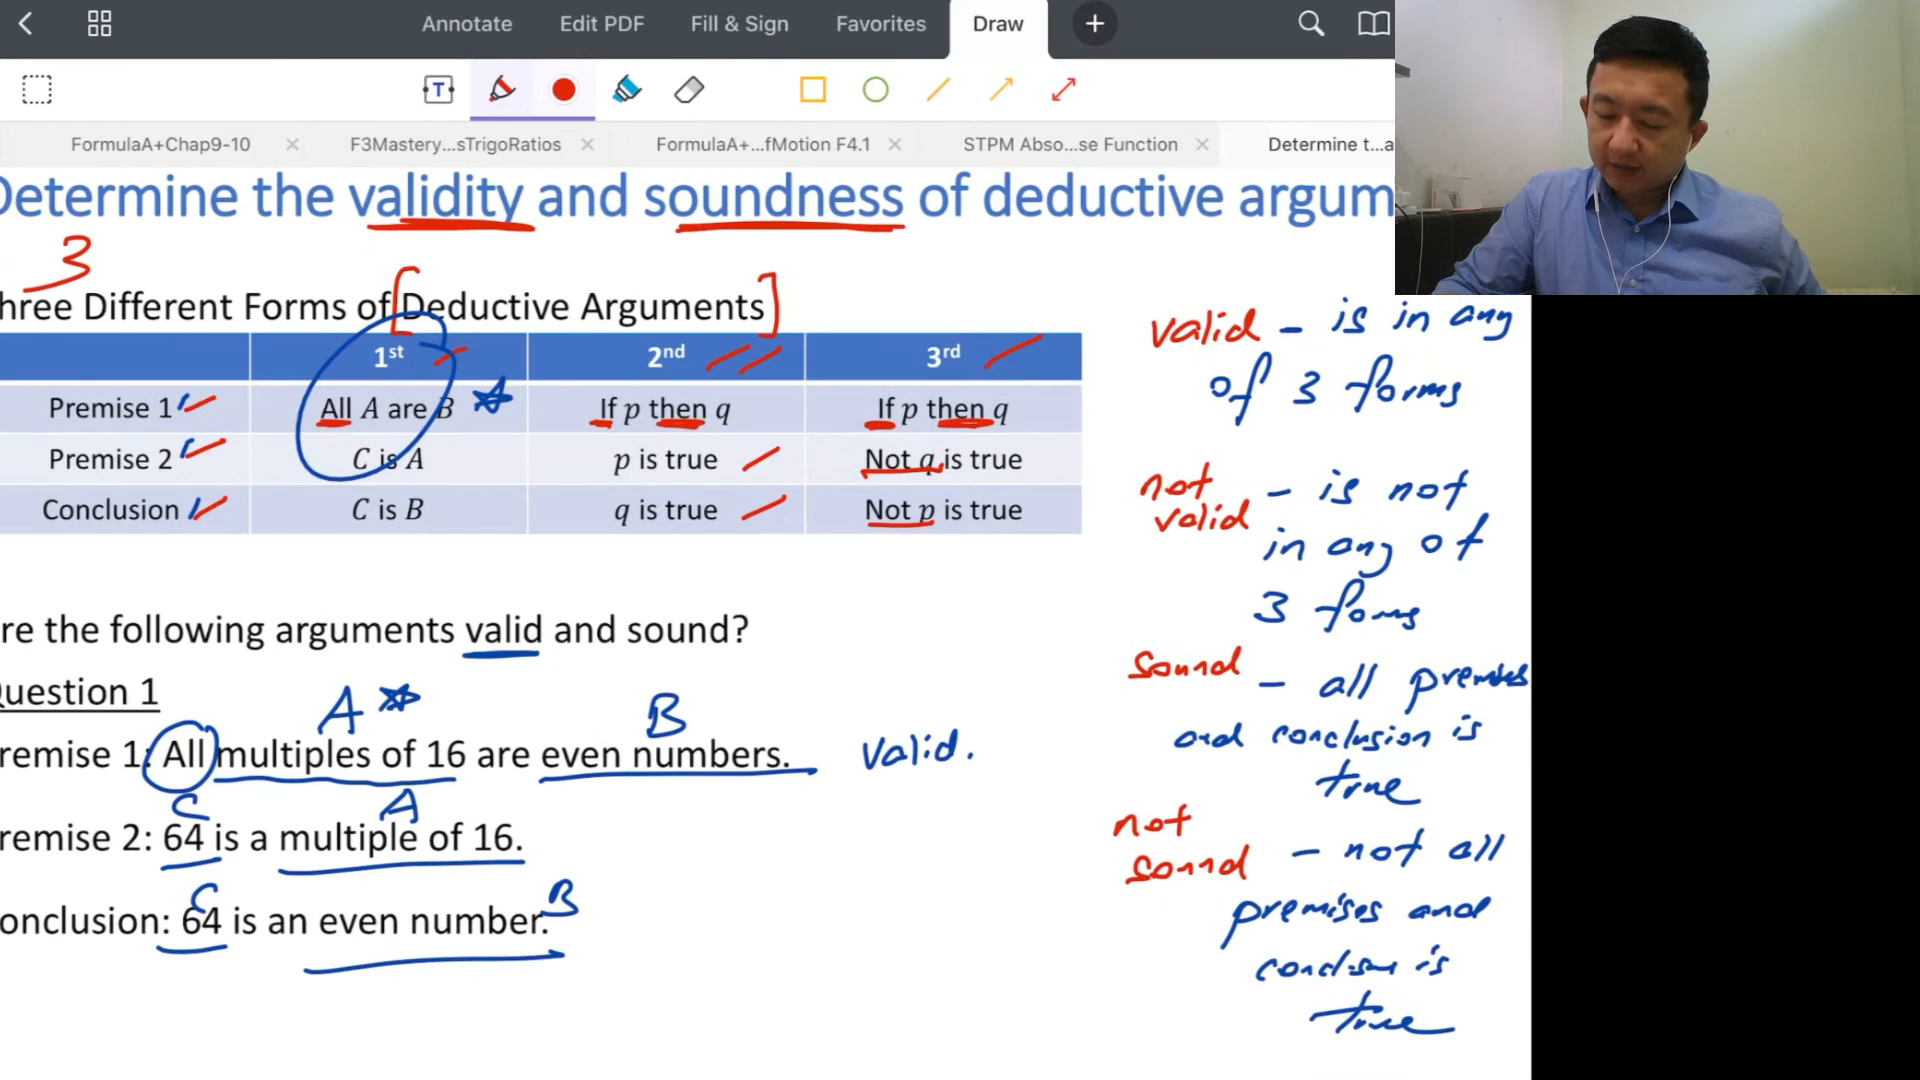 Annotate Edit PDF Fill & Sign Favorites Draw
T
FormulaA+Chap9-10 F3Mastery...sTrigoRatios FormulaA+...fMotion F4.1 STPM Abso...se Function Determine t...a
Determine the validity and soundness of deductive argum
3
hree Different Forms of [Deductive Arguments]
1st 2nd 3rd
Premise 1 All A are B If p then q If p then q
Premise 2 C is A p is true Not q is true
Conclusion C is B q is true Not p is true
re the following arguments valid and sound?
uestion 1
A B
remise 1: All multiples of 16 are even numbers. valid.
C A
remise 2: 64 is a multiple of 16.
C B
onclusion: 64 is an even number.
valid - is in any
of 3 forms
not valid - is not
in any of
3 forms
sound - all premises
and conclusion is
true
not sound - not all
premises and
conclusion is
true